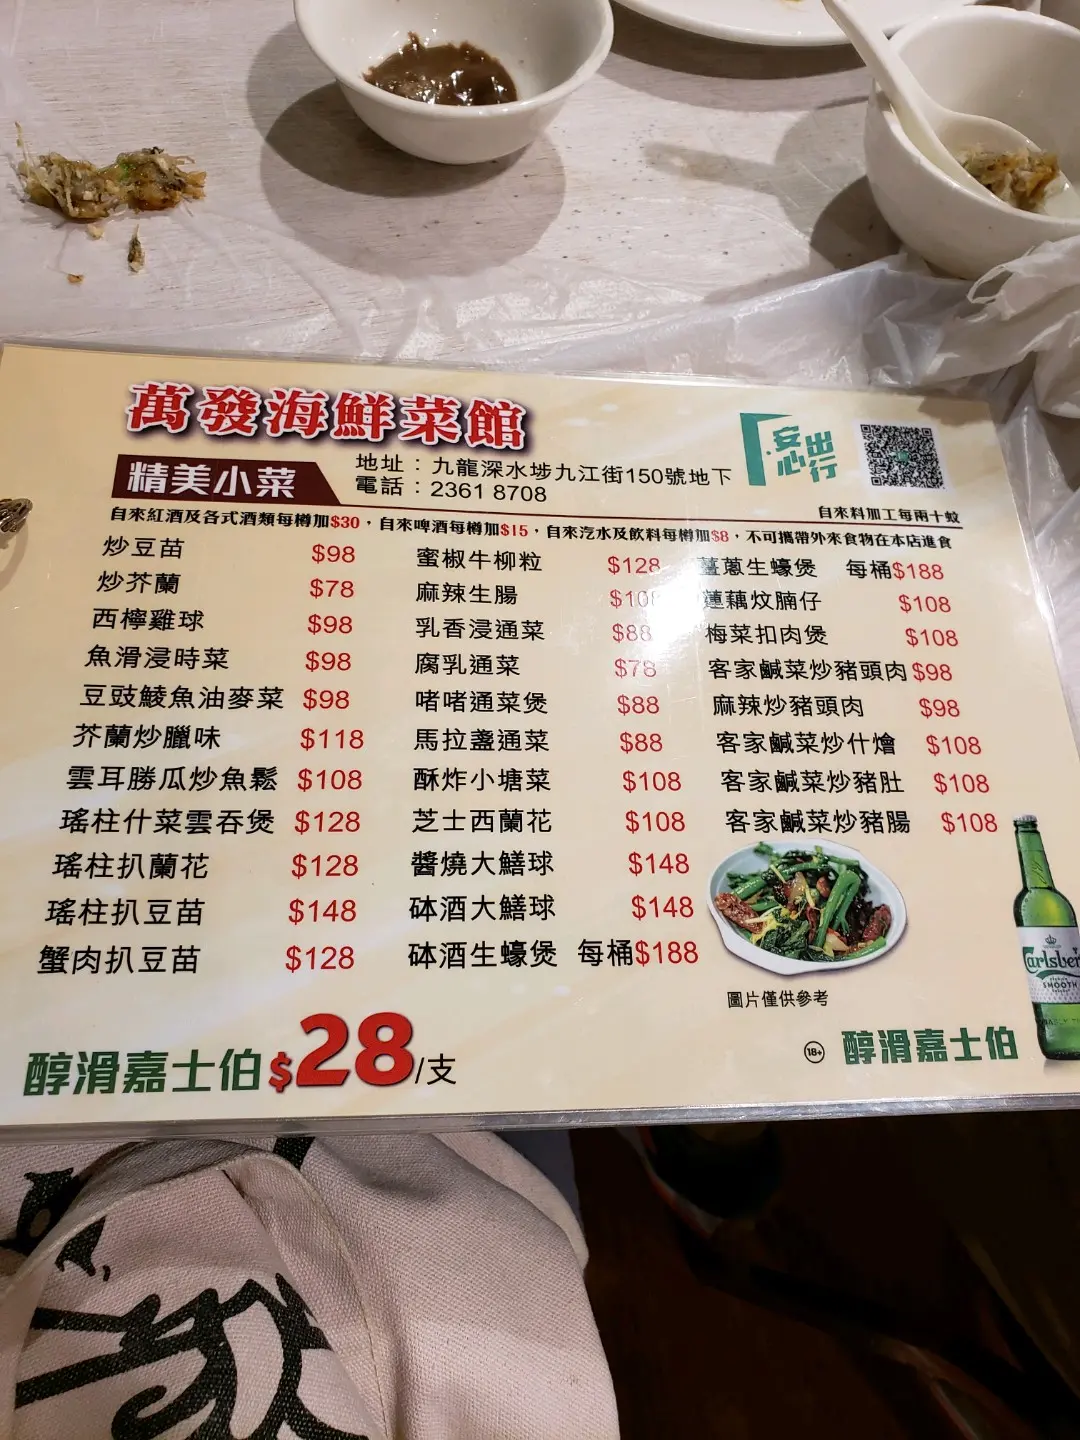 萬發海鮮菜館
精美小菜
地址：九龍深水埗九江街150號地下
電話：2361 8708
安心出行
自來料加工每兩十蚊
自來紅酒及各式酒類每樽加$30，自來啤酒每樽加$15，自來汽水及飲料每樽加$8，不可攜帶外來食物在本店進食
炒豆苗 $98
炒芥蘭 $78
西檸雞球 $98
魚滑浸時菜 $98
豆豉鯪魚油麥菜 $98
芥蘭炒臘味 $118
雲耳勝瓜炒魚鬆 $108
瑤柱什菜雲吞煲 $128
瑤柱扒蘭花 $128
瑤柱扒豆苗 $148
蟹肉扒豆苗 $128
蜜椒牛柳粒 $128
麻辣生腸 $108
乳香浸通菜 $88
腐乳通菜 $78
啫啫通菜煲 $88
馬拉盞通菜 $88
酥炸小塘菜 $108
芝士西蘭花 $108
醬燒大鱔球 $148
砵酒大鱔球 $148
砵酒生蠔煲 每桶$188
薑蔥生蠔煲 每桶$188
蓮藕炆腩仔 $108
梅菜扣肉煲 $108
客家鹹菜炒豬頭肉 $98
麻辣炒豬頭肉 $98
客家鹹菜炒什燴 $108
客家鹹菜炒豬肚 $108
客家鹹菜炒豬腸 $108
圖片僅供參考
Carlsberg
SMOOTH
醇滑嘉士伯$28/支
18+ 醇滑嘉士伯